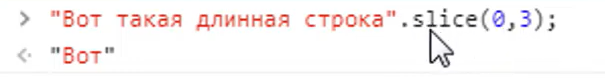 > "Вот такая длинная строка".slice(0,3);
< "Вот"